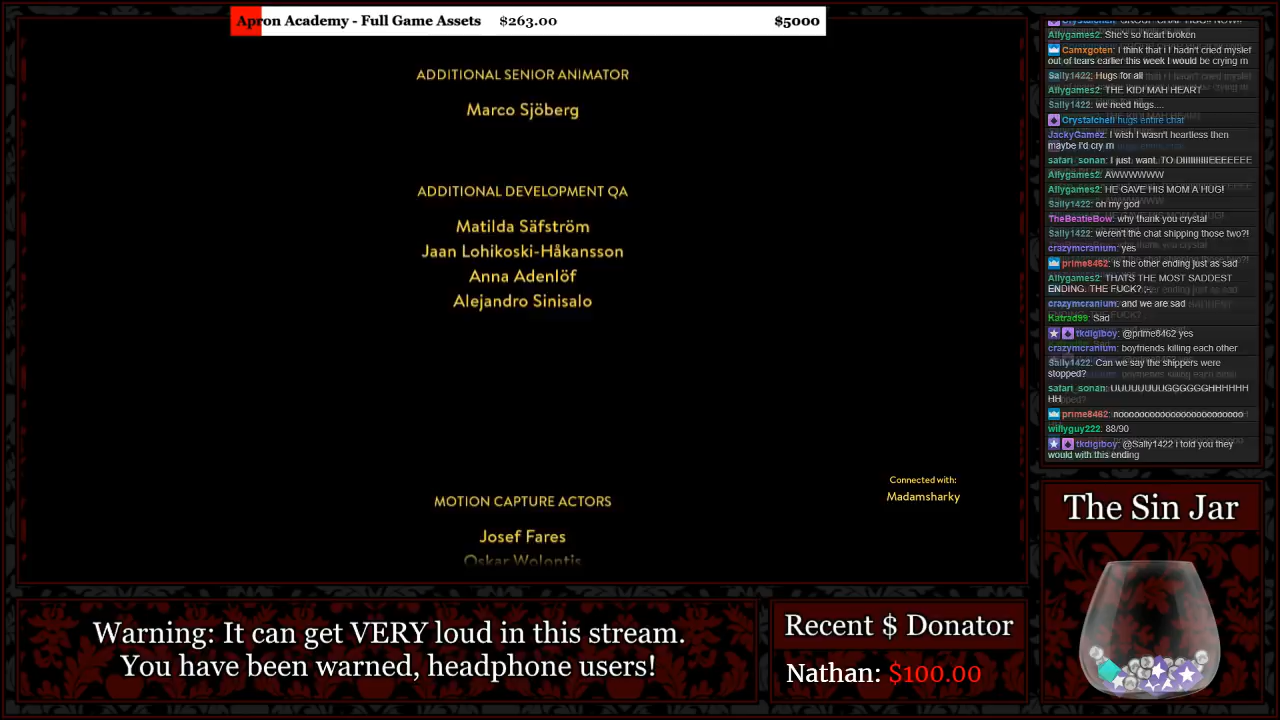 Apron Academy - Full Game Assets $263.00 $5000
ADDITIONAL SENIOR ANIMATOR
Marco Sjöberg
ADDITIONAL DEVELOPMENT QA
Matilda Säfström
Jaan Lohikoski-Håkansson
Anna Adenlöf
Alejandro Sinisalo
Connected with:
Madamsharky
MOTION CAPTURE ACTORS
Josef Fares
Oskar Wolontis
Allygames2: She's so heart broken
Camxgoten: I think that i I hadn't cried myslef
out of tears earlier this week I would be crying rn
Sally1422: Hugs for all
Allygames2: THE KID! MAH HEART
Sally1422: we need hugs....
Crystalchell hugs entire chat
JackyGamez: I wish I wasn't heartless then
maybe I'd cry rn
safari_sonan: I just. want. TO DIIIIIIIIEEEEEEE
Allygames2: AWWWWWW
Allygames2: HE GAVE HIS MOM A HUG!
Sally1422: oh my god
TheBeatleBow: why thank you crystal
Sally1422: weren't the chat shipping those two?!
crazymcranium: yes
prime8462: is the other ending just as sad
Allygames2: THATS THE MOST SADDEST
ENDING. THE FUCK? ;-;
crazymcranium: and we are sad
Katrad99: Sad
tkdigiboy: @prime8462 yes
crazymcranium: boyfriends killing each other
Sally1422: Can we say the shippers were
stopped?
safari_sonan: UUUUUUUUGGGGGGHHHHHH
HH
prime8462: nooooooooooooooooooooooo
willyguy222: 88/90
tkdigiboy: @Sally1422 i told you they
would with this ending
The Sin Jar
Warning: It can get VERY loud in this stream.
You have been warned, headphone users!
Recent $ Donator
Nathan: $100.00